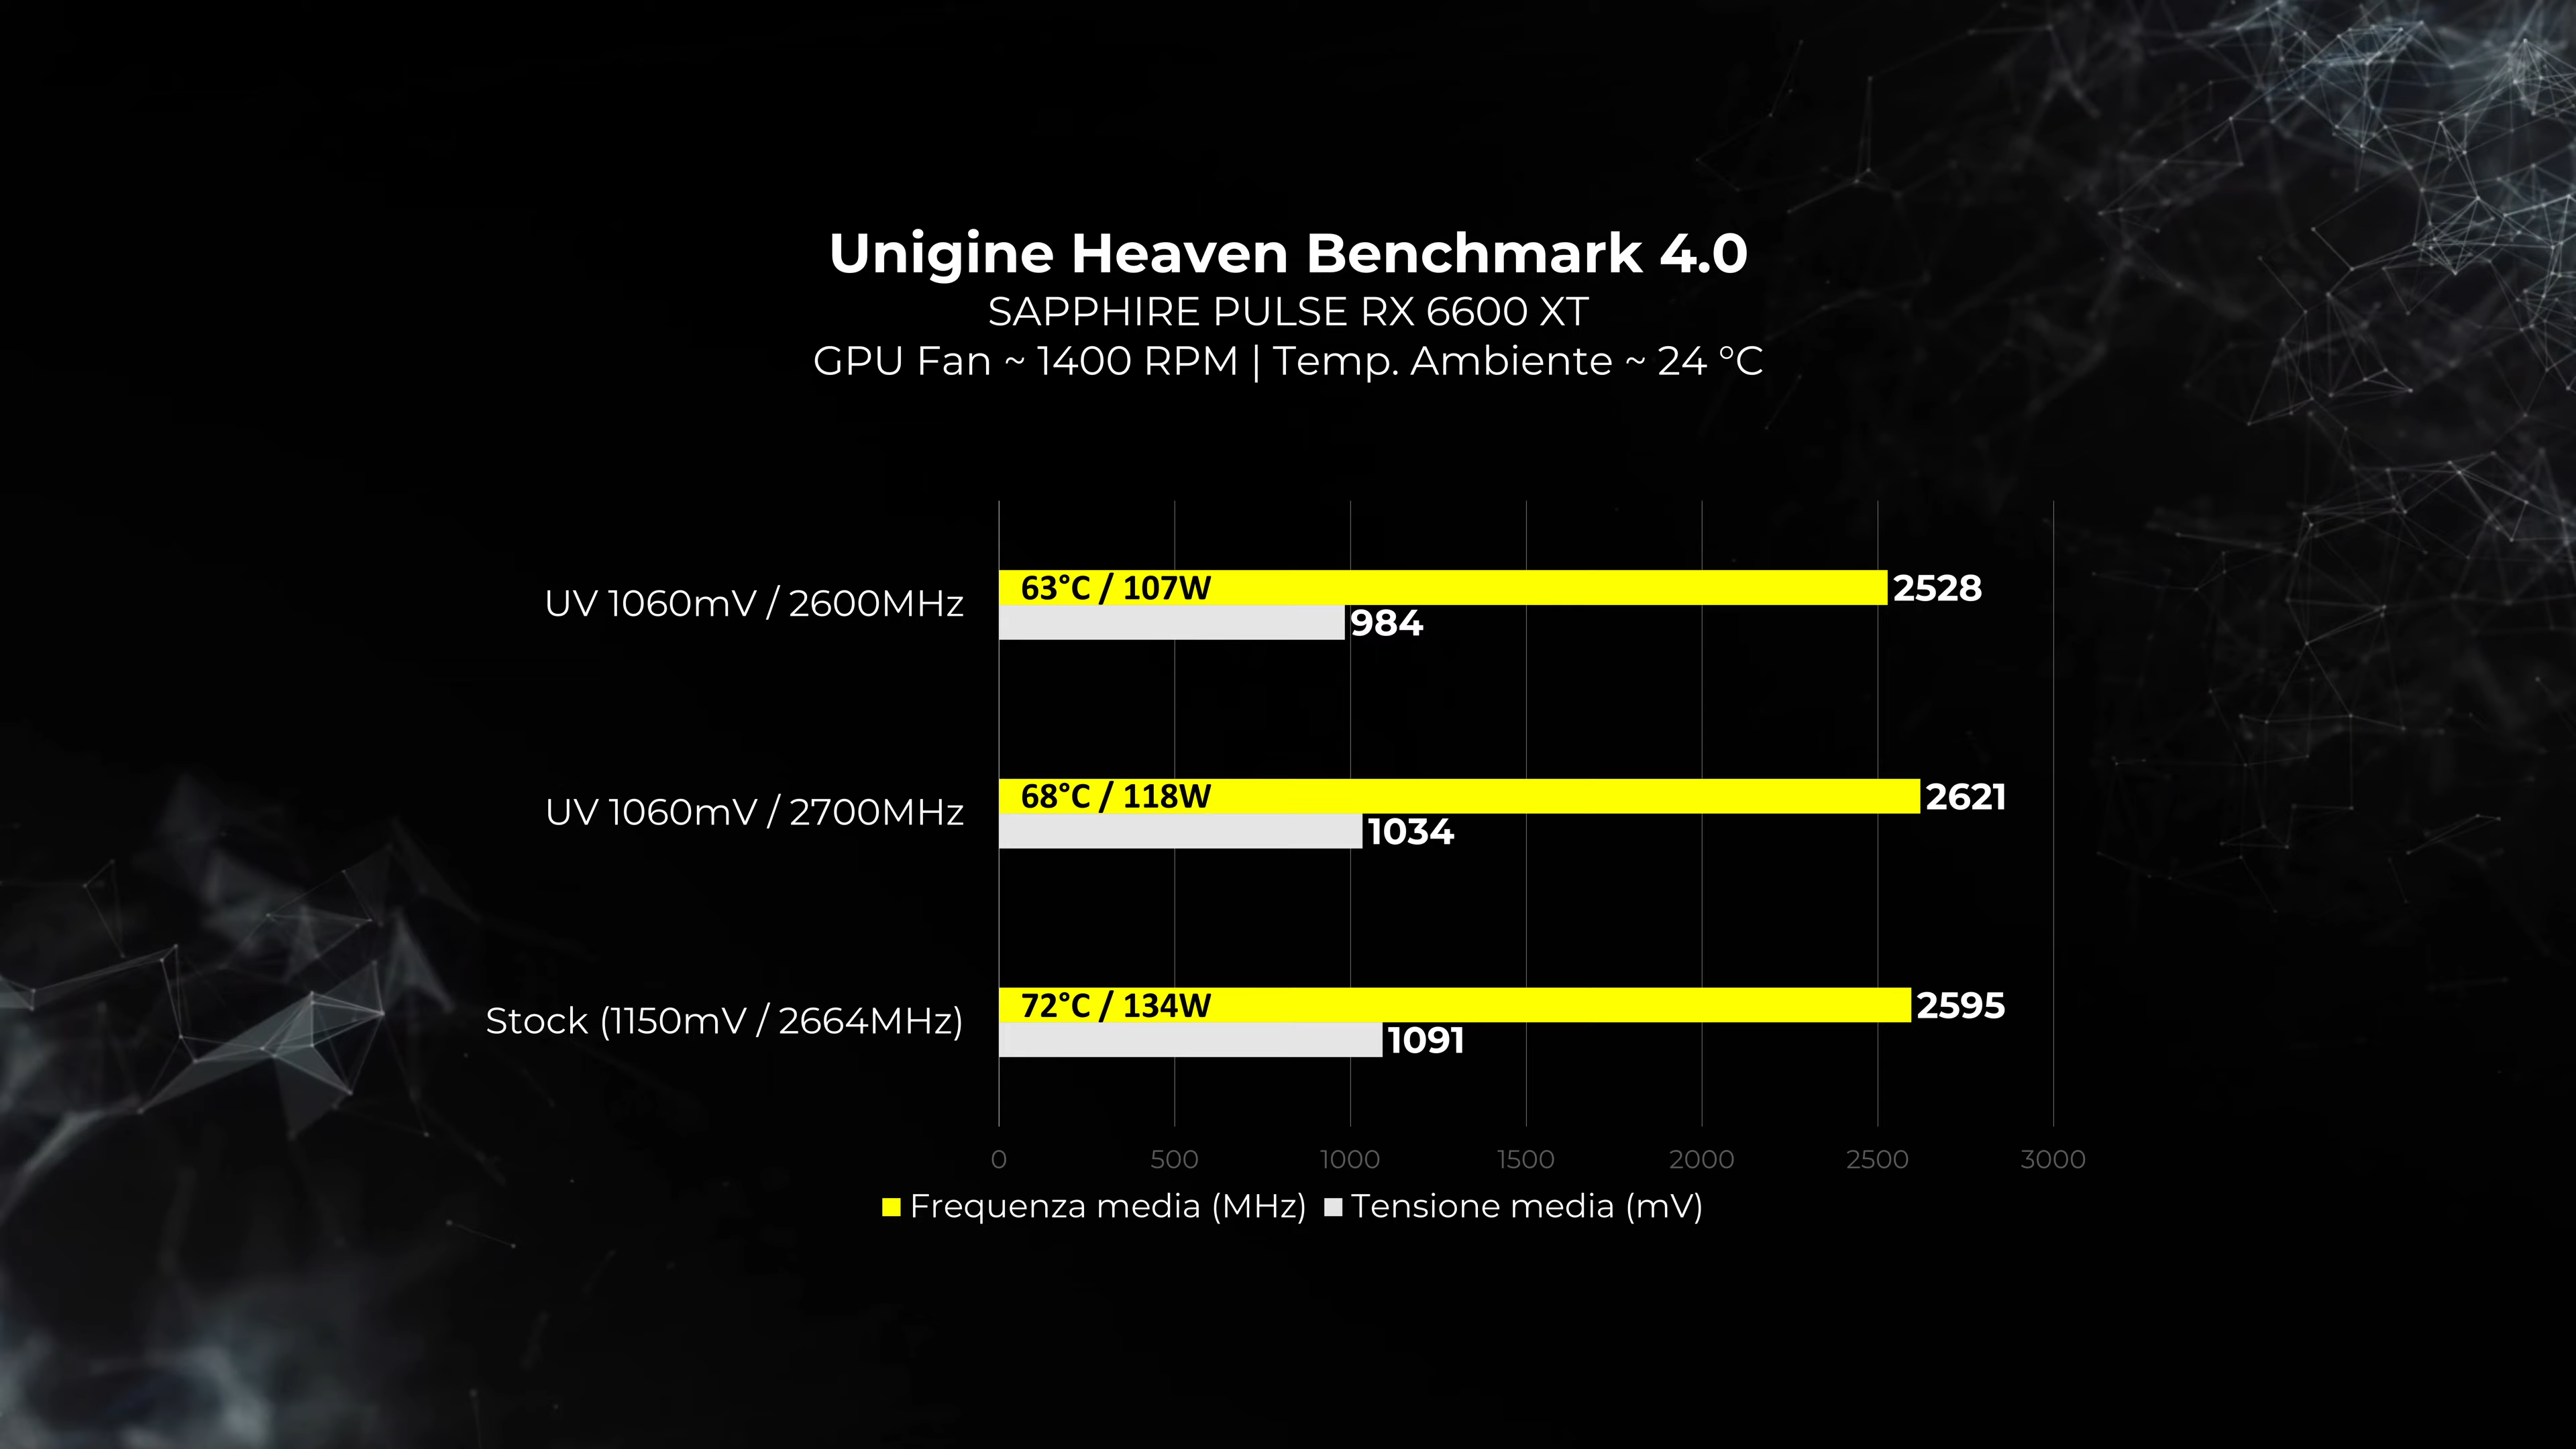 Unigine Heaven Benchmark 4.0
SAPPHIRE PULSE RX 6600 XT
GPU Fan ~ 1400 RPM | Temp. Ambiente ~ 24 °C
UV 1060mV / 2600MHz
63°C / 107W
2528
984
UV 1060mV / 2700MHz
68°C / 118W
2621
1034
Stock (1150mV / 2664MHz)
72°C / 134W
2595
1091
0 500 1000 1500 2000 2500 3000
Frequenza media (MHz) Tensione media (mV)